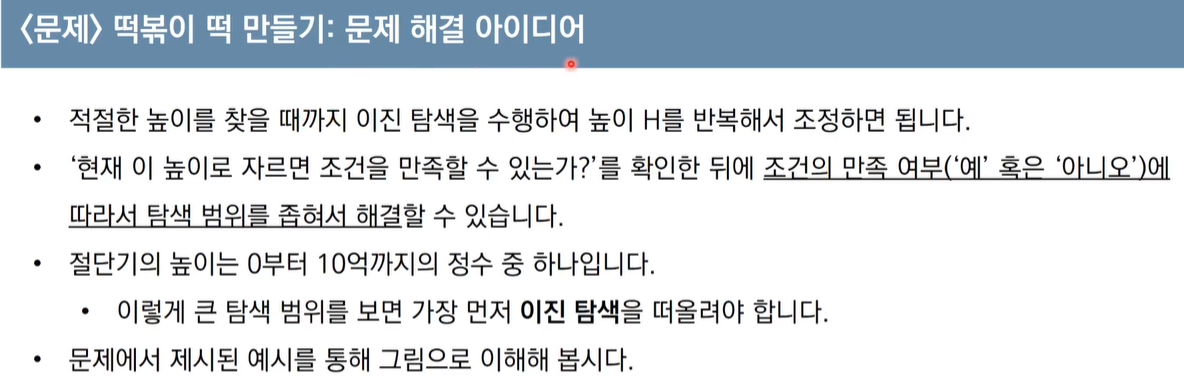 〈문제〉 떡볶이 떡 만들기: 문제 해결 아이디어
• 적절한 높이를 찾을 때까지 이진 탐색을 수행하여 높이 H를 반복해서 조정하면 됩니다.
• ‘현재 이 높이로 자르면 조건을 만족할 수 있는가?’를 확인한 뒤에 조건의 만족 여부(‘예’ 혹은 ‘아니오’)에
따라서 탐색 범위를 좁혀서 해결할 수 있습니다.
• 절단기의 높이는 0부터 10억까지의 정수 중 하나입니다.
• 이렇게 큰 탐색 범위를 보면 가장 먼저 이진 탐색을 떠올려야 합니다.
• 문제에서 제시된 예시를 통해 그림으로 이해해 봅시다.